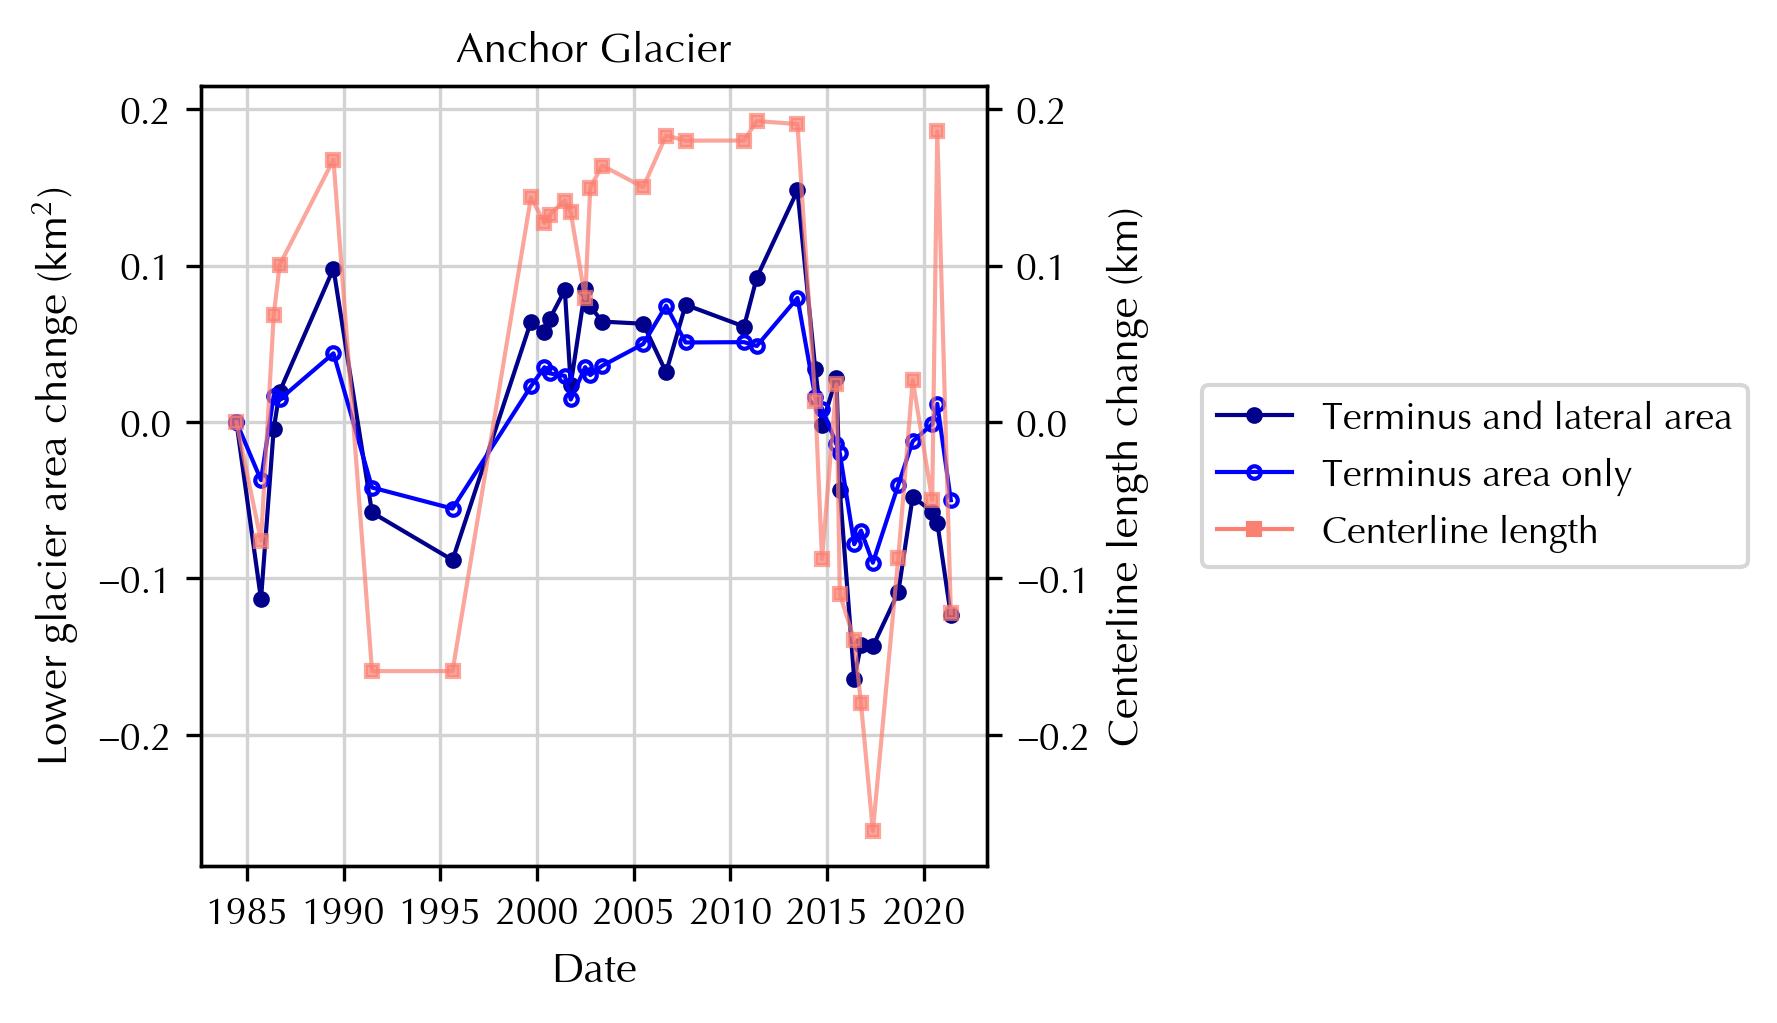 Anchor Glacier
Lower glacier area change (km²)
0.2
0.1
0.0
−0.1
−0.2
0.2
0.1
0.0
−0.1
−0.2
Centerline length change (km)
1985 1990 1995 2000 2005 2010 2015 2020
Date
Terminus and lateral area
Terminus area only
Centerline length